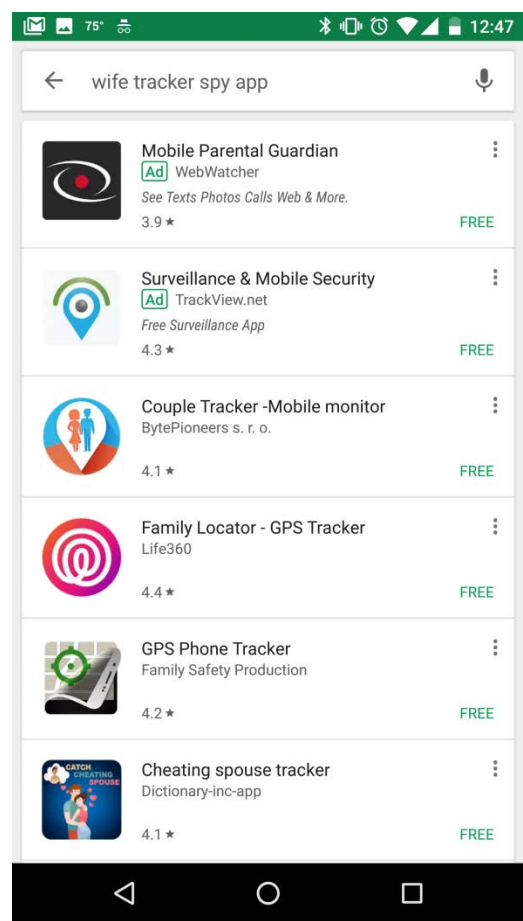 75° 12:47
wife tracker spy app
Mobile Parental Guardian
Ad WebWatcher
See Texts Photos Calls Web & More.
3.9 ★ FREE
Surveillance & Mobile Security
Ad TrackView.net
Free Surveillance App
4.3 ★ FREE
Couple Tracker -Mobile monitor
BytePioneers s. r. o.
4.1 ★ FREE
Family Locator - GPS Tracker
Life360
4.4 ★ FREE
GPS Phone Tracker
Family Safety Production
4.2 ★ FREE
CATCH
CHEATING
SPOUSE
Cheating spouse tracker
Dictionary-inc-app
4.1 ★ FREE